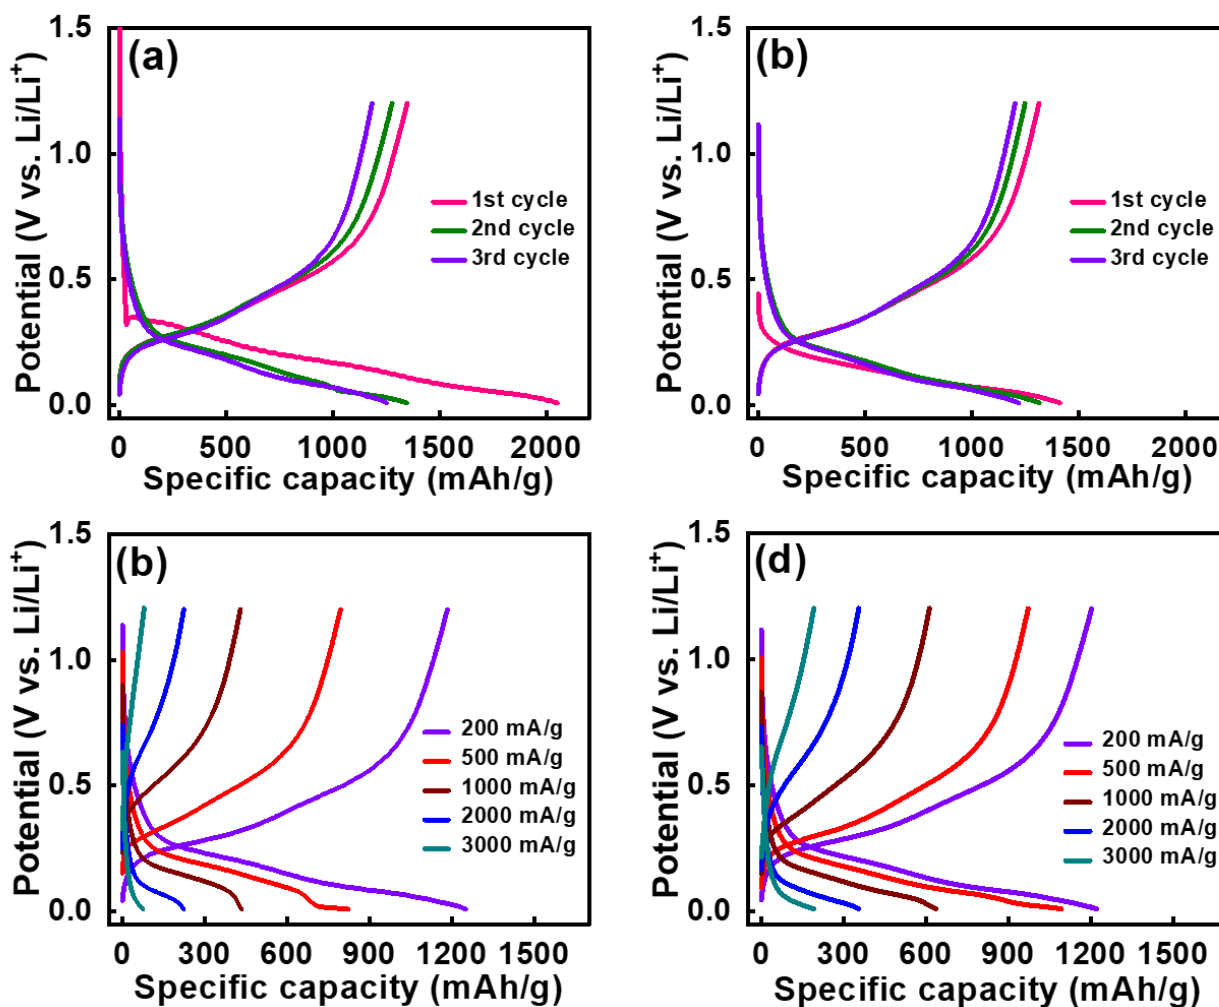 (a)
1.5
1.0
0.5
0.0
Potential (V vs. Li/Li⁺)
1st cycle
2nd cycle
3rd cycle
0 500 1000 1500 2000
Specific capacity (mAh/g)
(b)
1.5
1.0
0.5
0.0
Potential (V vs. Li/Li⁺)
1st cycle
2nd cycle
3rd cycle
0 500 1000 1500 2000
Specific capacity (mAh/g)
(b)
1.5
1.0
0.5
0.0
Potential (V vs. Li/Li⁺)
200 mA/g
500 mA/g
1000 mA/g
2000 mA/g
3000 mA/g
0 300 600 900 1200 1500
Specific capacity (mAh/g)
(d)
1.5
1.0
0.5
0.0
Potential (V vs. Li/Li⁺)
200 mA/g
500 mA/g
1000 mA/g
2000 mA/g
3000 mA/g
0 300 600 900 1200 1500
Specific capacity (mAh/g)